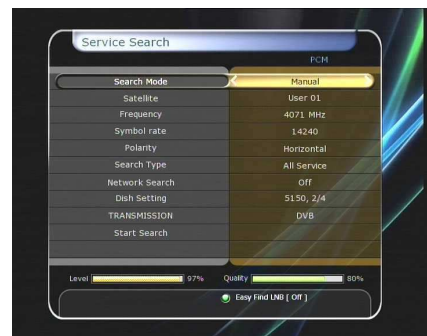 Service Search
PCM
Search Mode Manual
Satellite User 01
Frequency 4071 MHz
Symbol rate 14240
Polarity Horizontal
Search Type All Service
Network Search Off
Dish Setting 5150, 2/4
TRANSMISSION DVB
Start Search
Level 97% Quality 80%
Easy Find LNB [ Off ]